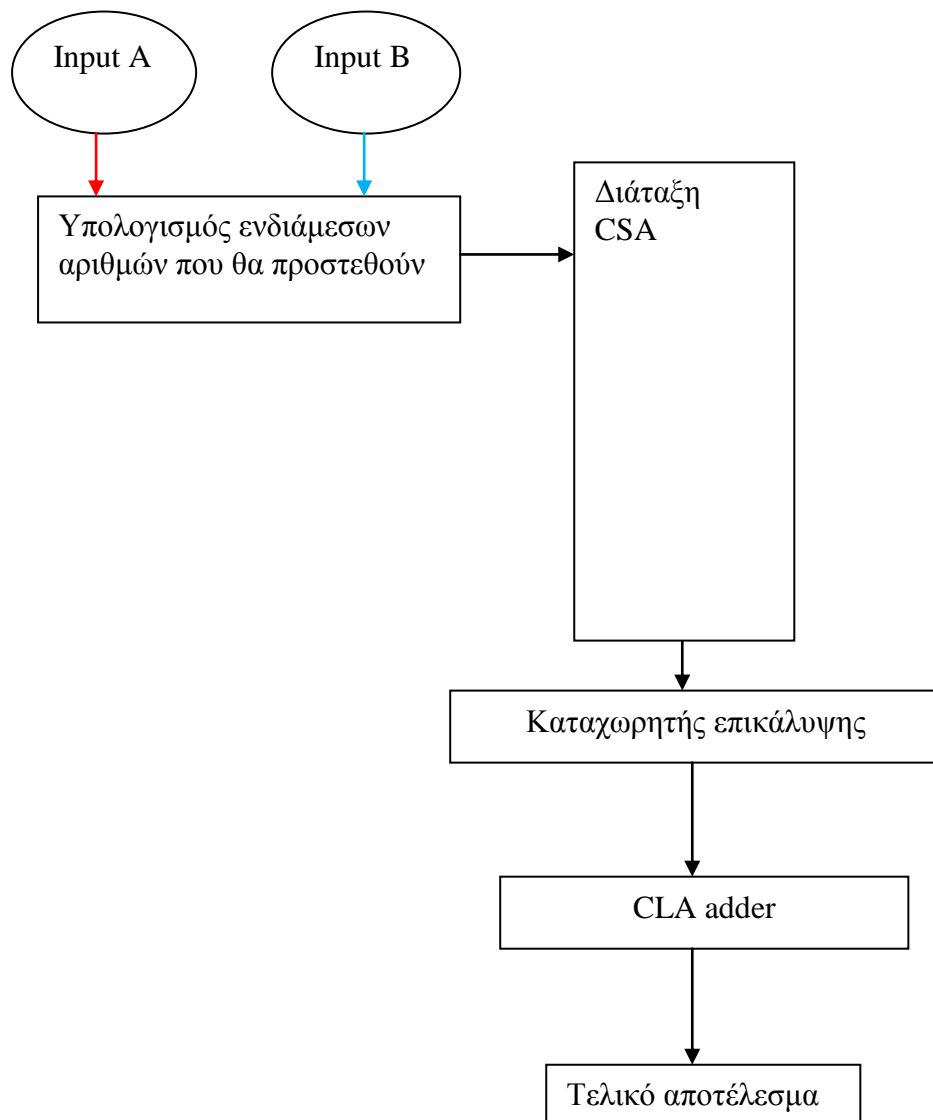 Input A
Input B
Υπολογισμός ενδιάμεσων
αριθμών που θα προστεθούν
Διάταξη
CSA
Καταχωρητής επικάλυψης
CLA adder
Τελικό αποτέλεσμα